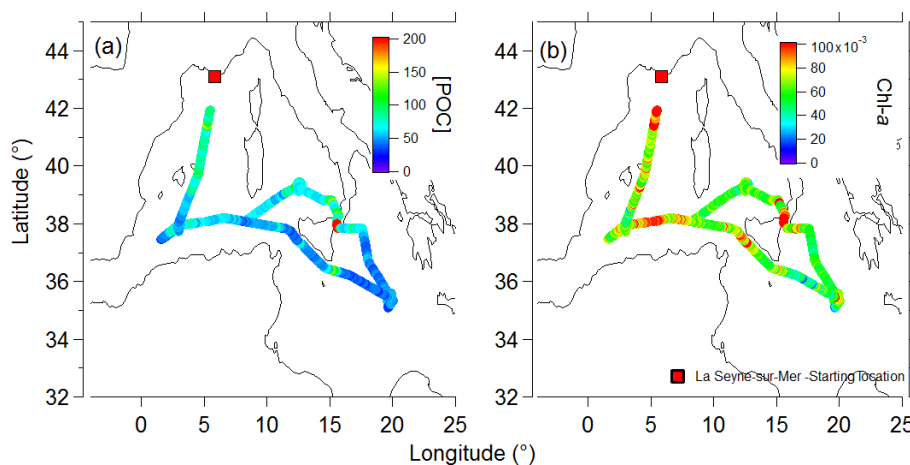 (a)
200
150
100
50
0
[POC]
44
42
40
38
36
34
32
Latitude (°)
0 5 10 15 20 25
(b)
100x10-3
80
60
40
20
0
Chl-a
La Seyne-sur-Mer -Starting location
0 5 10 15 20 25
Longitude (°)